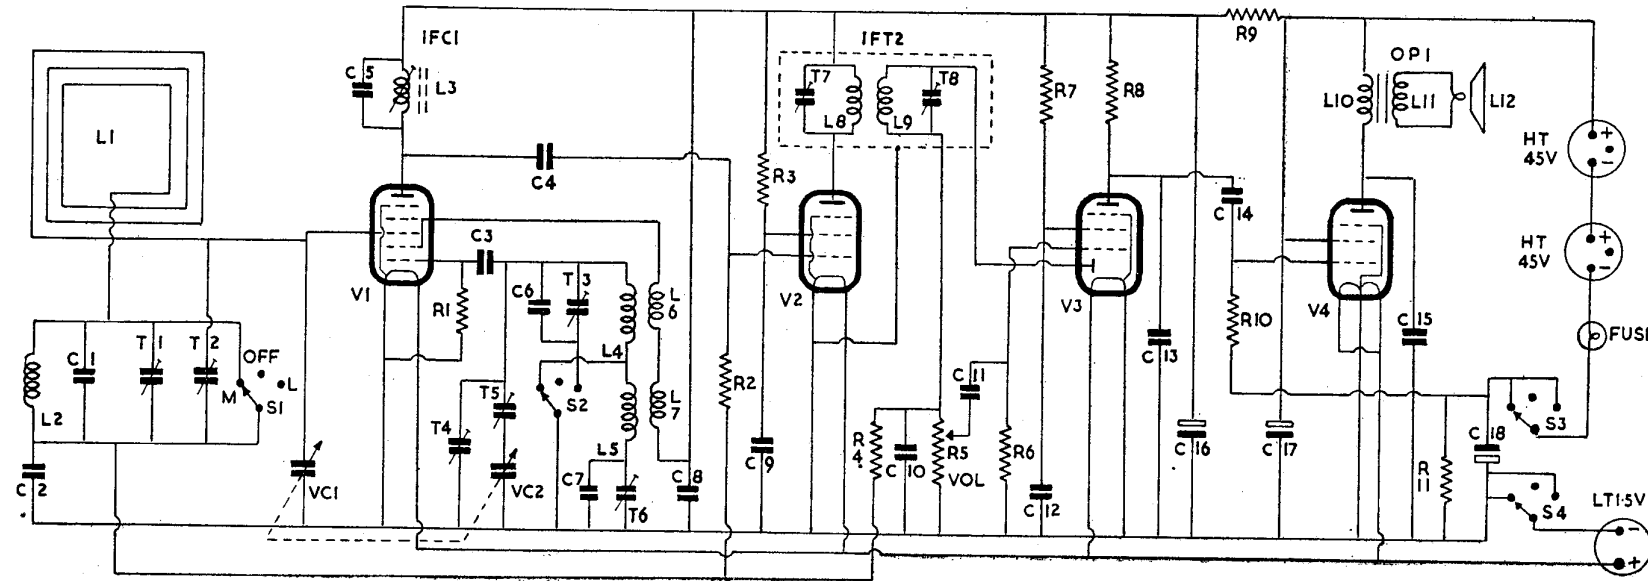 IFC1
IFT2
R9
OP1
C5
L3
T7
T8
L8
L9
R7
R8
L10
L11
L12
L1
HT
45V
C4
R3
C14
HT
45V
C3
V1
C6
T3
L6
V2
V3
V4
R1
C15
R10
FUSE
L4
C13
C1
T1
T2
OFF
L
M
S1
L2
S2
L7
R2
C11
T5
T4
L5
R4
C10
R5
VOL
R6
C16
C17
C18
S3
R11
C2
VC1
VC2
C7
T6
C8
C9
C12
S4
LT1·5V
-
+